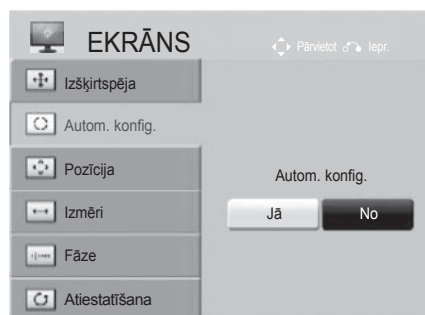 EKRĀNS
Pārvietot Iepr.
Izšķirtspēja
Autom. konfig.
Pozīcija
Izmēri
Fāze
Atiestatīšana
Autom. konfig.
Jā No